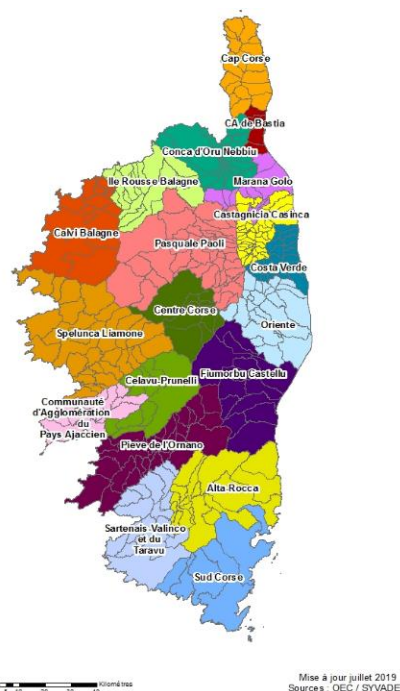 Cap Corse
CA de Bastia
Conca d'Oru Nebbiu
Ile Rousse Balagne
Marana Golo
Castagnicia Casinca
Calvi Balagne
Pasquale Paoli
Costa Verde
Centre Corse
Oriente
Spelunca Liamone
Fiumorbu Castellu
Celavu-Prunelli
Communauté
d'Agglomération
du
Pays Ajaccien
Pieve de l'Ornano
Alta Rocca
Sartenais-Valinco
et du
Taravu
Sud Corse
Kilomètres
Mise à jour juillet 2019
Sources : OEC / SYVADEC